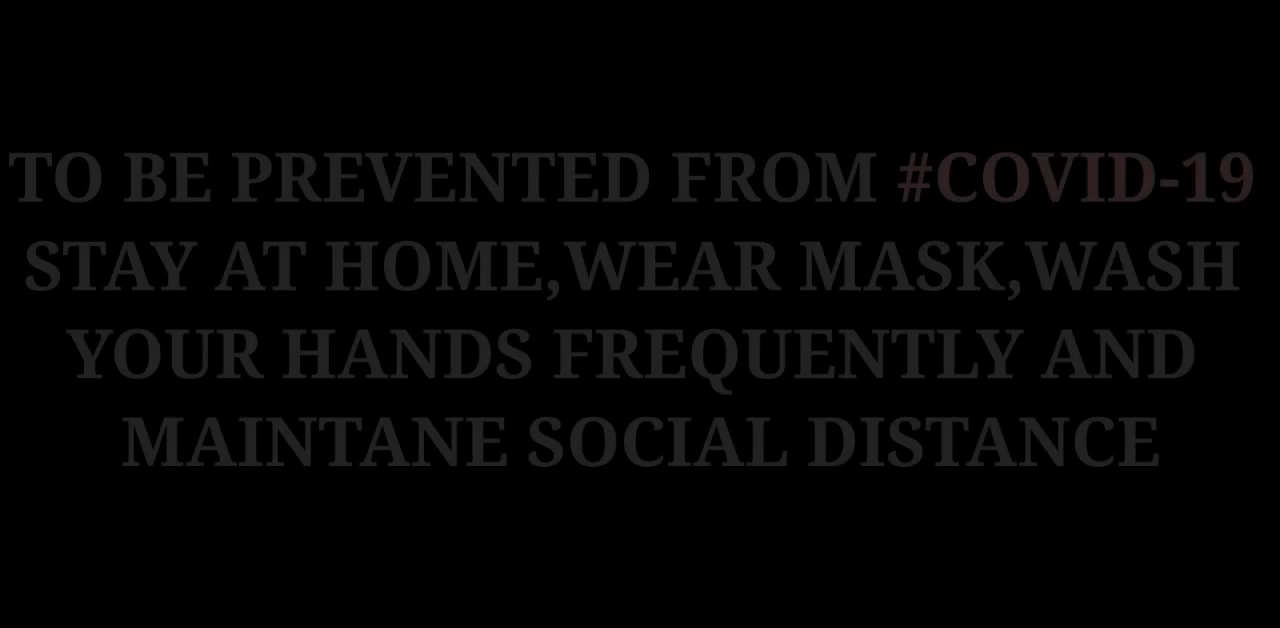 TO BE PREVENTED FROM #COVID-19
STAY AT HOME,WEAR MASK,WASH
YOUR HANDS FREQUENTLY AND
MAINTANE SOCIAL DISTANCE